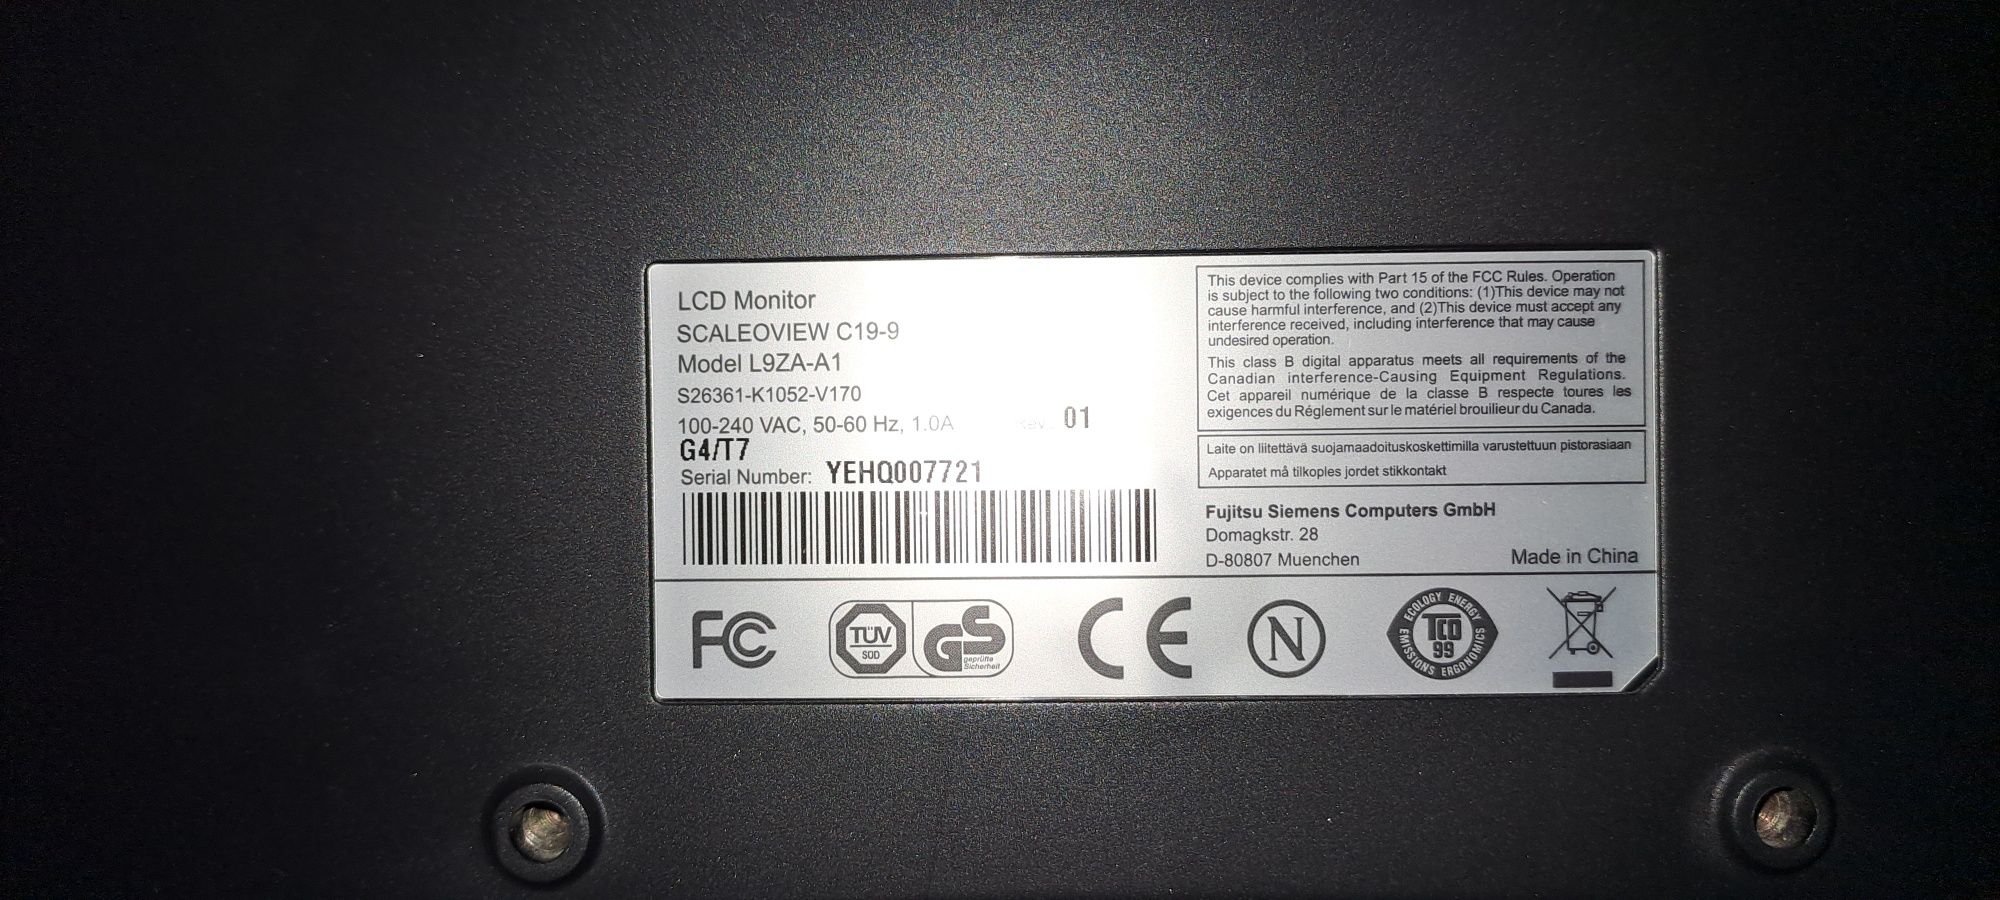 LCD Monitor
SCALEOVIEW C19-9
Model L9ZA-A1
S26361-K1052-V170
100-240 VAC, 50-60 Hz, 1.0A Rev. 01
G4/T7
Serial Number: YEHQ007721
This device complies with Part 15 of the FCC Rules. Operation
is subject to the following two conditions: (1)This device may not
cause harmful interference, and (2)This device must accept any
interference received, including interference that may cause
undesired operation.
This class B digital apparatus meets all requirements of the
Canadian interference-Causing Equipment Regulations.
Cet appareil numérique de la classe B respecte toures les
exigences du Réglement sur le matériel brouilieur du Canada.
Laite on liitettävä suojamaadoituskoskettimilla varustettuun pistorasiaan
Apparatet må tilkoples jordet stikkontakt
Fujitsu Siemens Computers GmbH
Domagkstr. 28
D-80807 Muenchen
Made in China
FC
TÜV
SÜD
GS
geprüfte
Sicherheit
CE
N
ECOLOGY ENERGY
TCO
99
EMISSIONS ERGONOMICS